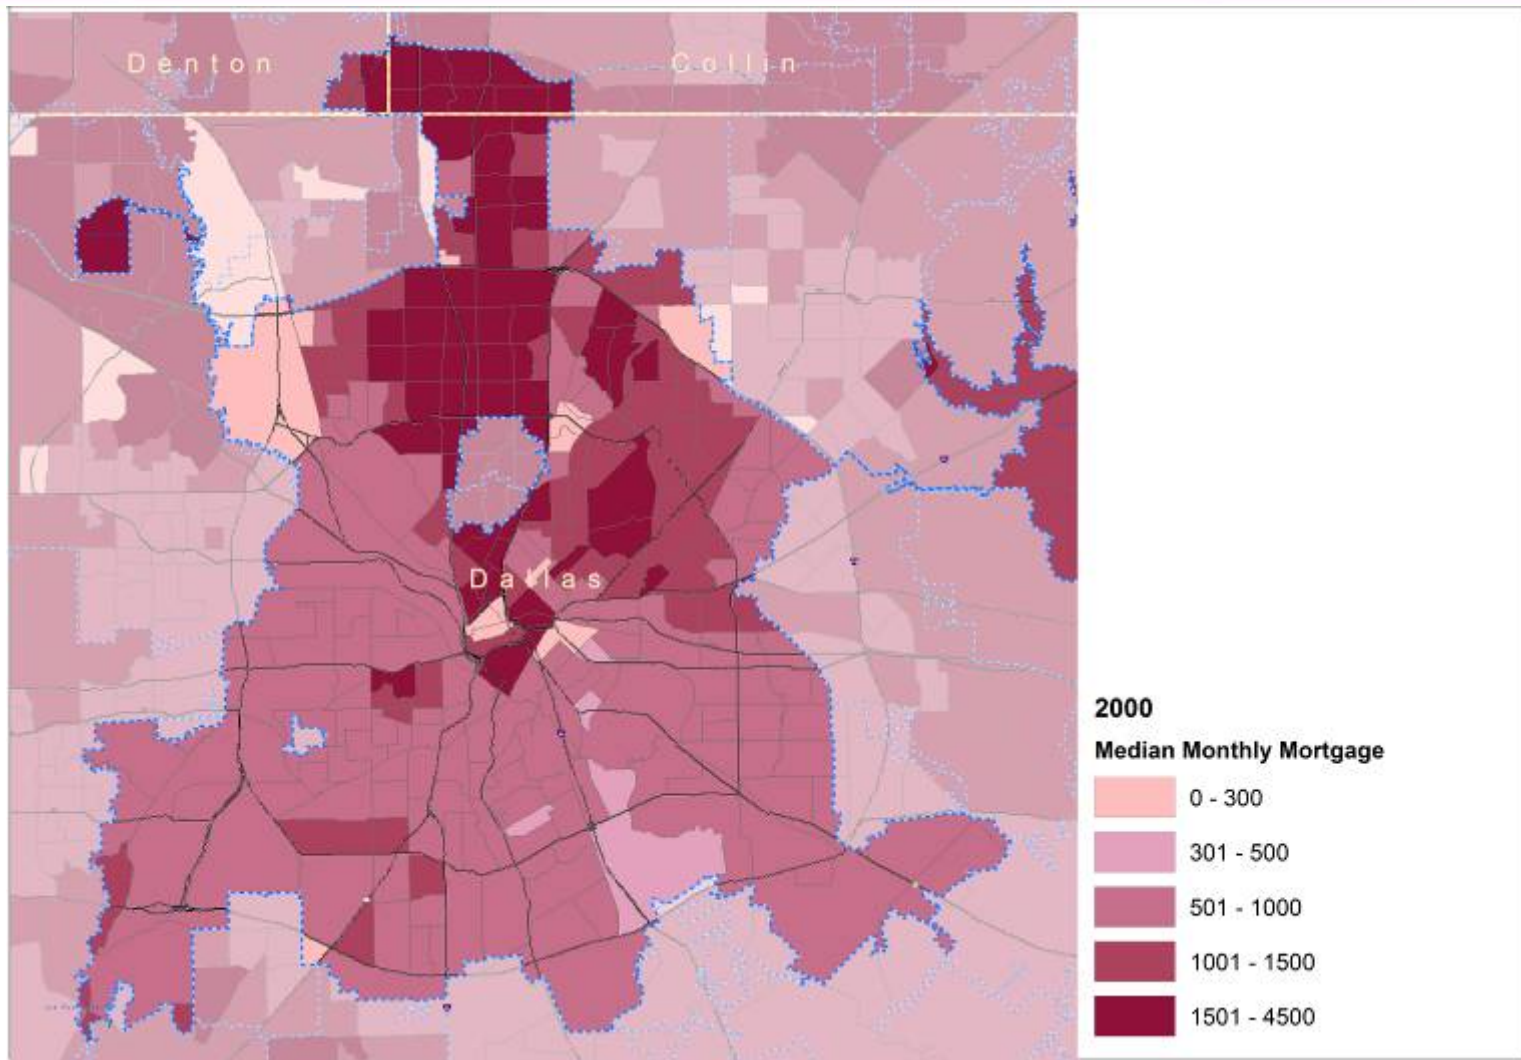 Denton
Collin
Dallas
2000
Median Monthly Mortgage
0 - 300
301 - 500
501 - 1000
1001 - 1500
1501 - 4500